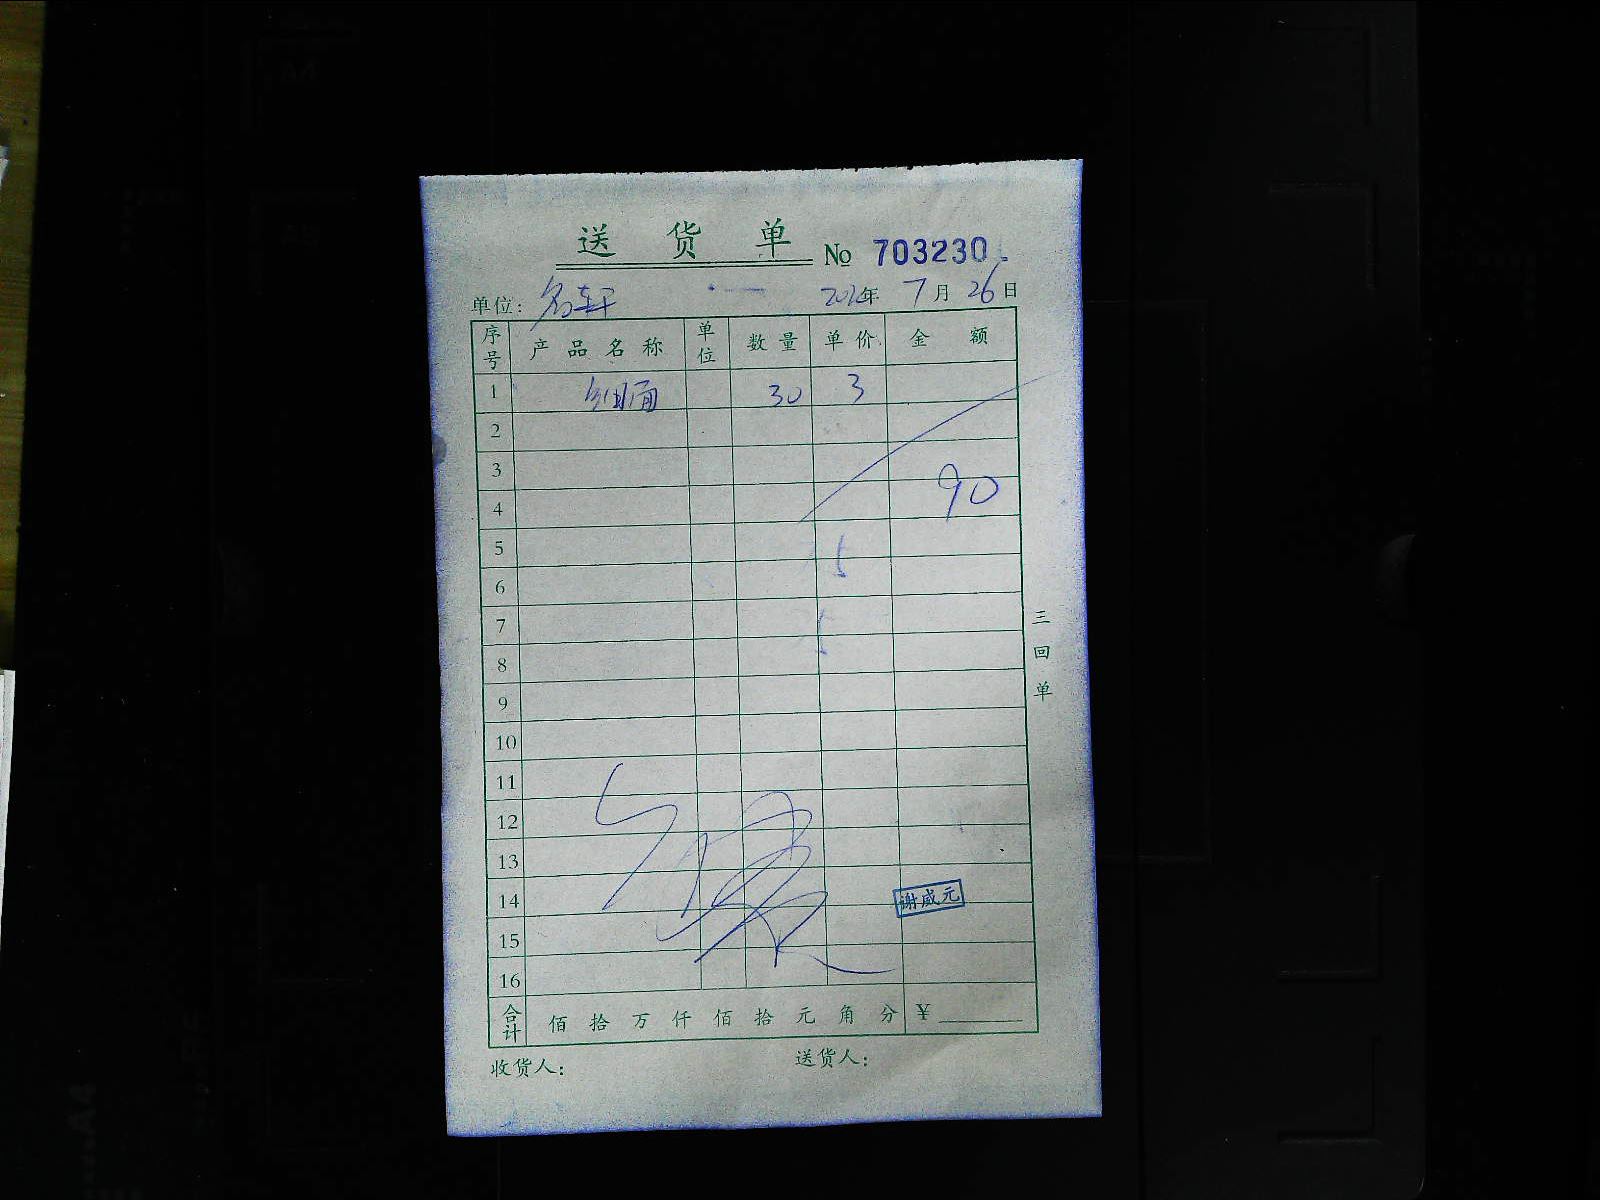 送 货 单 No 703230
单位: 名轩 年 7 月 26 日
序号 产品名称 单位 数量 单价 金额
1 细面 30 3
2
3
4 90
5
6
7
8
9
10
11
12
13
14 谢威元
15
16
合计 佰 拾 万 仟 佰 拾 元 角 分 ¥
收货人: 送货人:
三回单